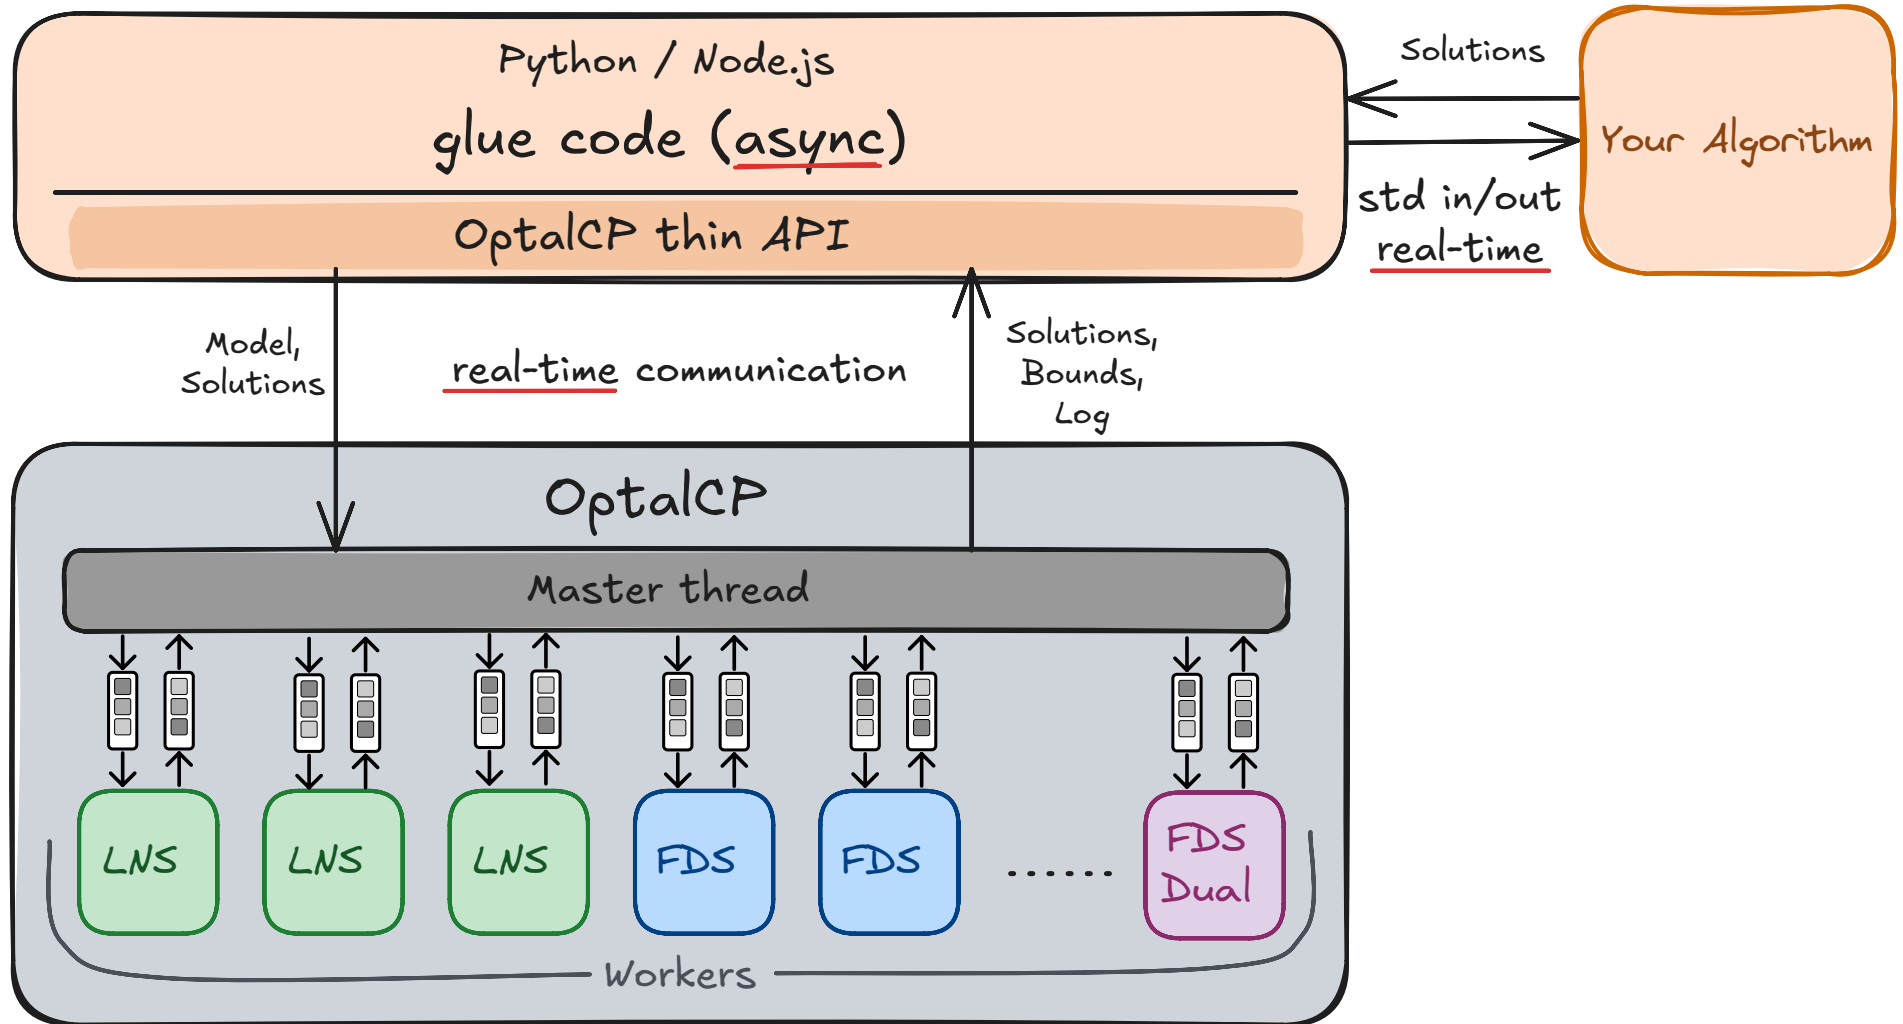 Python / Node.js
glue code (async)
OptalCP thin API
Solutions
std in/out
real-time
Your Algorithm
Model,
Solutions
real-time communication
Solutions,
Bounds,
Log
OptalCP
Master thread
LNS
LNS
LNS
FDS
FDS
......
FDS
Dual
Workers